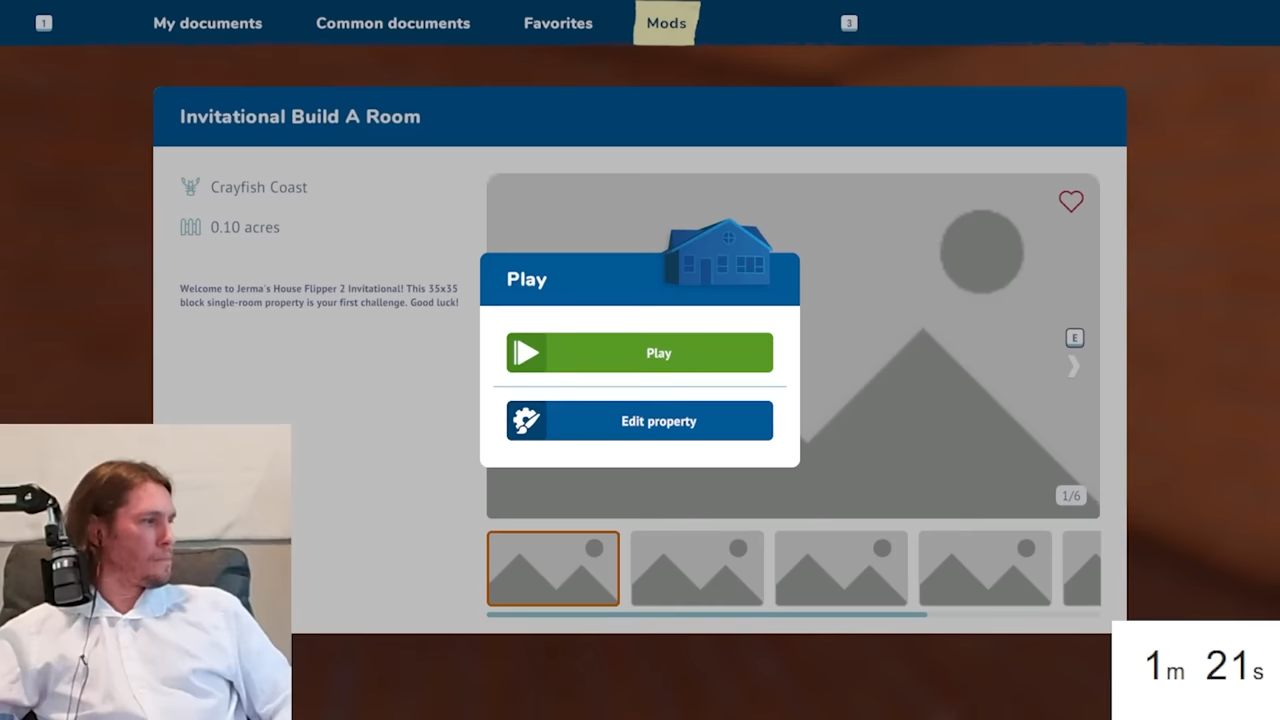 1
My documents
Common documents
Favorites
Mods
3
Invitational Build A Room
Crayfish Coast
0.10 acres
Welcome to Jerma's House Flipper 2 Invitational! This 35x35
block single-room property is your first challenge. Good luck!
Play
Play
Edit property
E
1/6
1m 21s